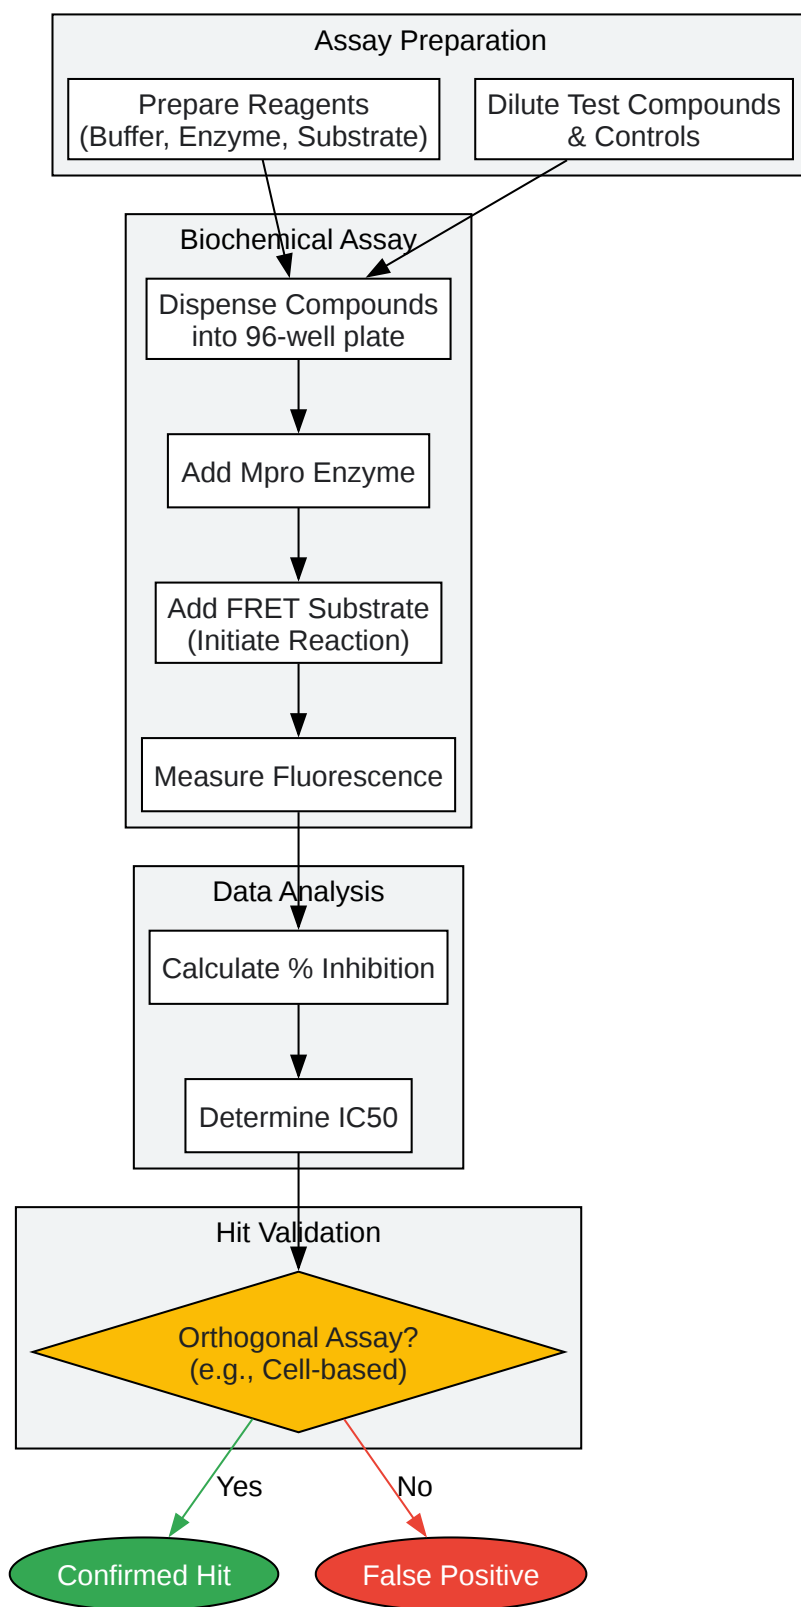 Assay Preparation
Prepare Reagents
(Buffer, Enzyme, Substrate)
Dilute Test Compounds
& Controls
Biochemical Assay
Dispense Compounds
into 96-well plate
Add Mpro Enzyme
Add FRET Substrate
(Initiate Reaction)
Measure Fluorescence
Data Analysis
Calculate % Inhibition
Determine IC50
Hit Validation
Orthogonal Assay?
(e.g., Cell-based)
Yes
No
Confirmed Hit
False Positive